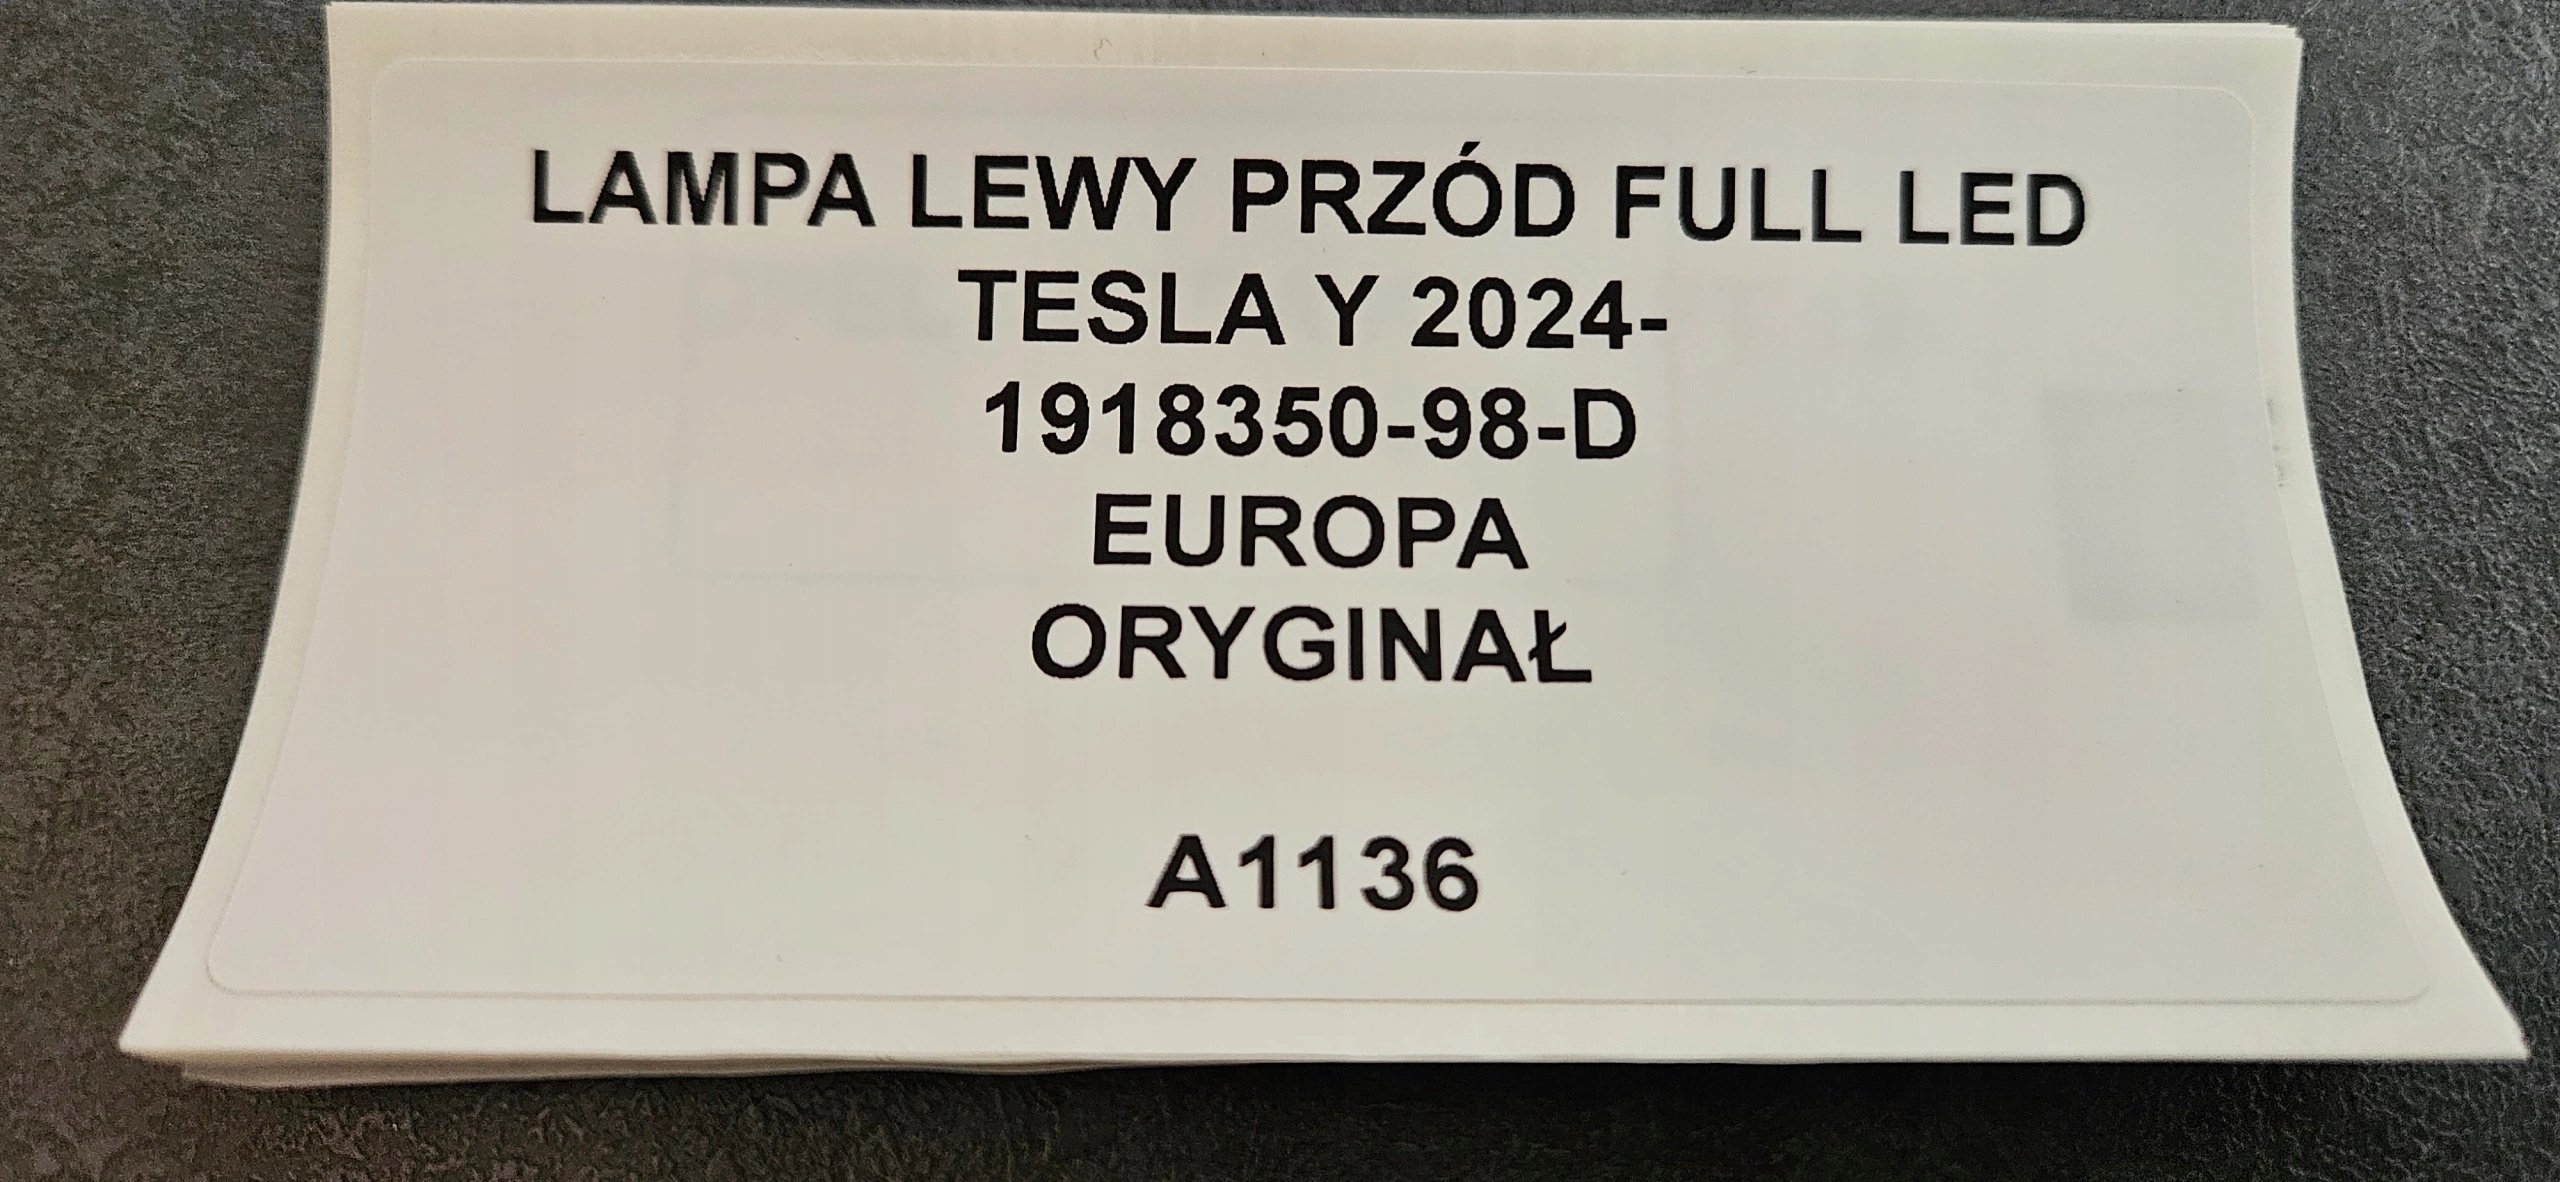 LAMPA LEWY PRZÓD FULL LED
TESLA Y 2024-
1918350-98-D
EUROPA
ORYGINAŁ
A1136